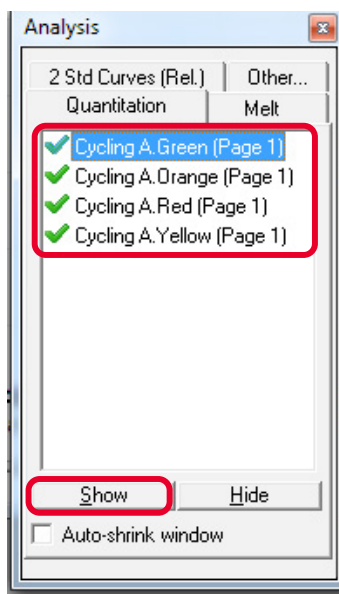 Analysis
2 Std Curves (Rel.) Other...
Quantitation Melt
Cycling A.Green (Page 1)
Cycling A.Orange (Page 1)
Cycling A.Red (Page 1)
Cycling A.Yellow (Page 1)
Show Hide
Auto-shrink window